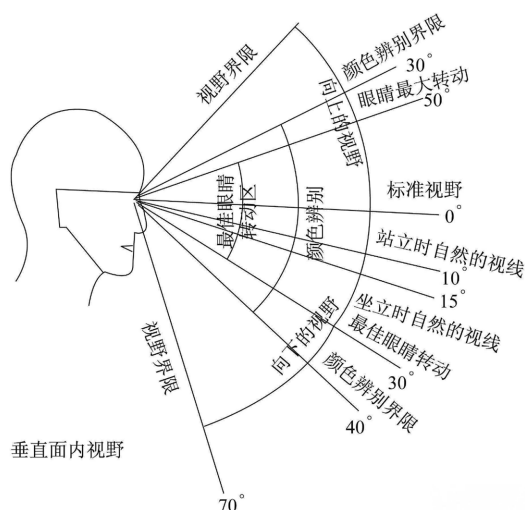 视野界限
颜色辨别界限
30°
眼睛最大转动
50°
向上的视野
标准视野
0°
最佳眼睛
转动区
颜色辨别
站立时自然的视线
10°
15°
坐立时自然的视线
最佳眼睛转动
30°
向下的视野
颜色辨别界限
40°
视野界限
70°
垂直面内视野